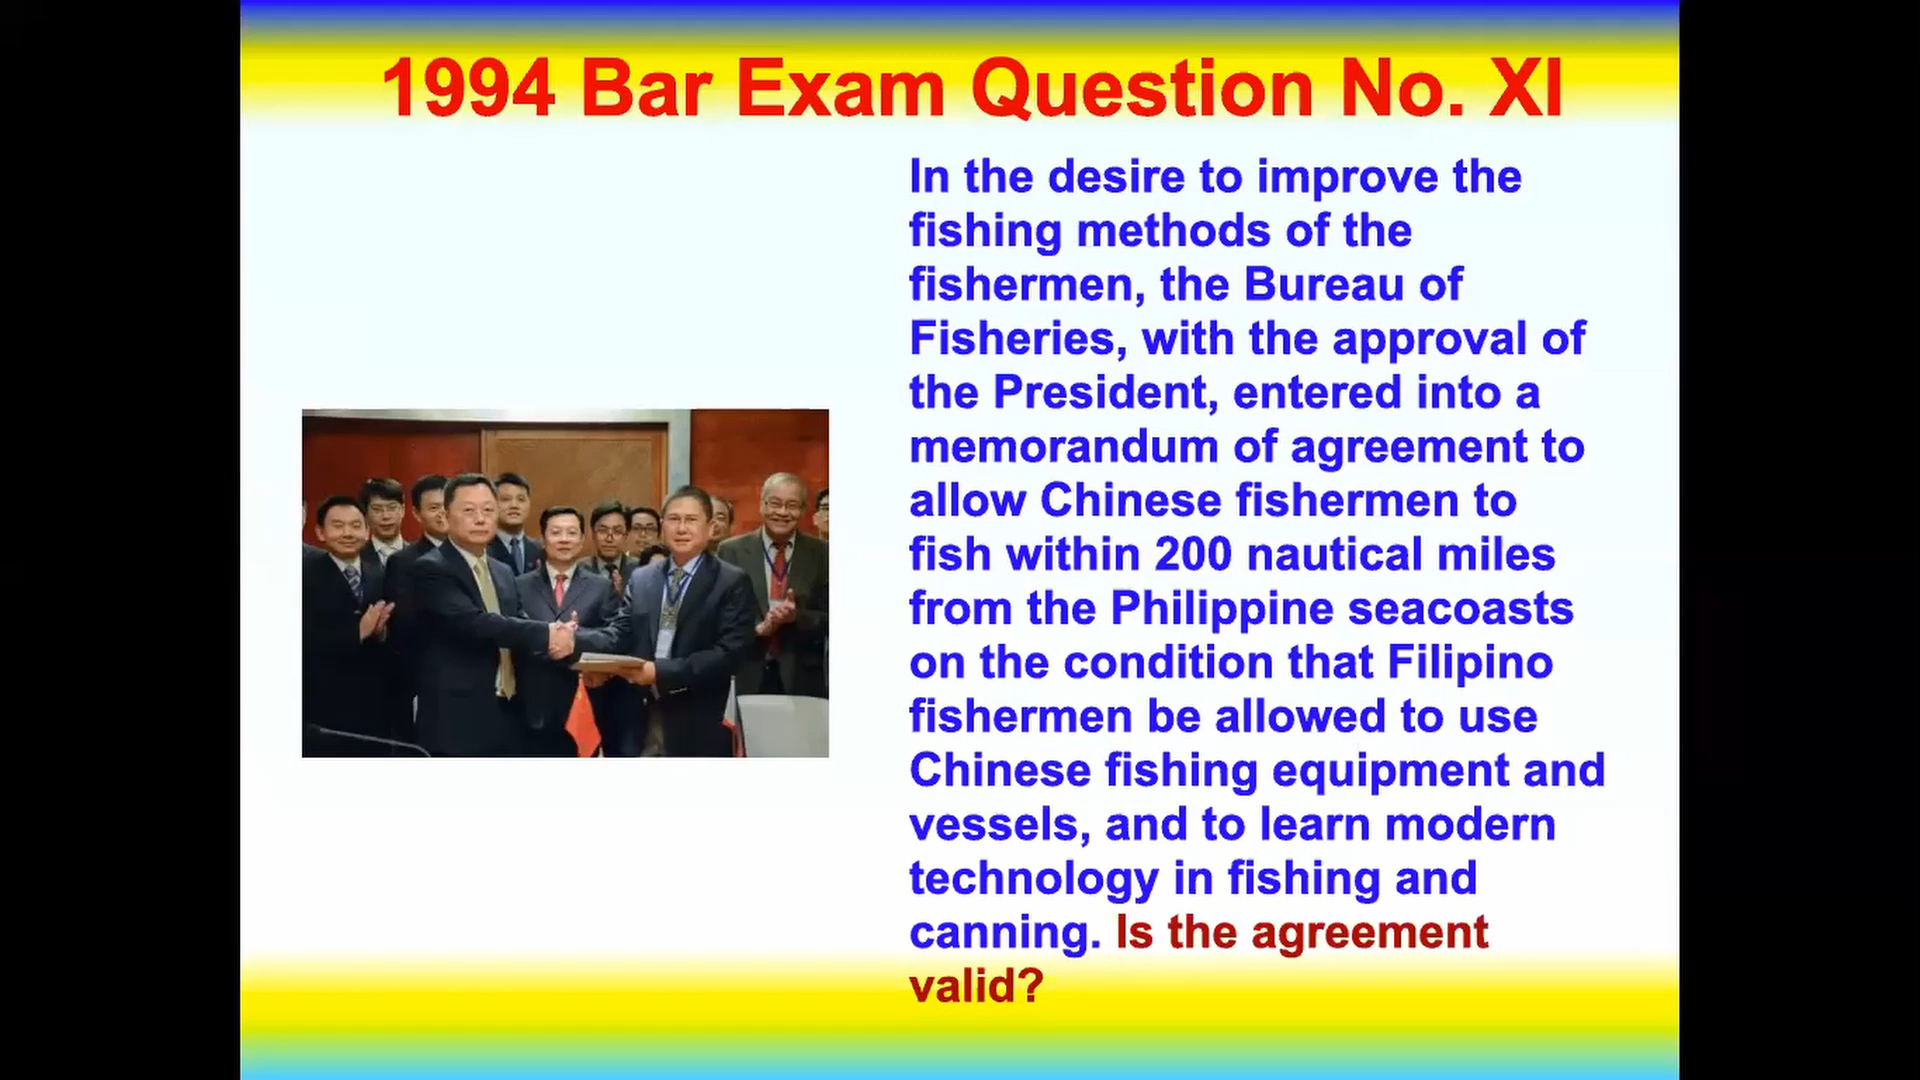 1994 Bar Exam Question No. XI
In the desire to improve the
fishing methods of the
fishermen, the Bureau of
Fisheries, with the approval of
the President, entered into a
memorandum of agreement to
allow Chinese fishermen to
fish within 200 nautical miles
from the Philippine seacoasts
on the condition that Filipino
fishermen be allowed to use
Chinese fishing equipment and
vessels, and to learn modern
technology in fishing and
canning. Is the agreement
valid?